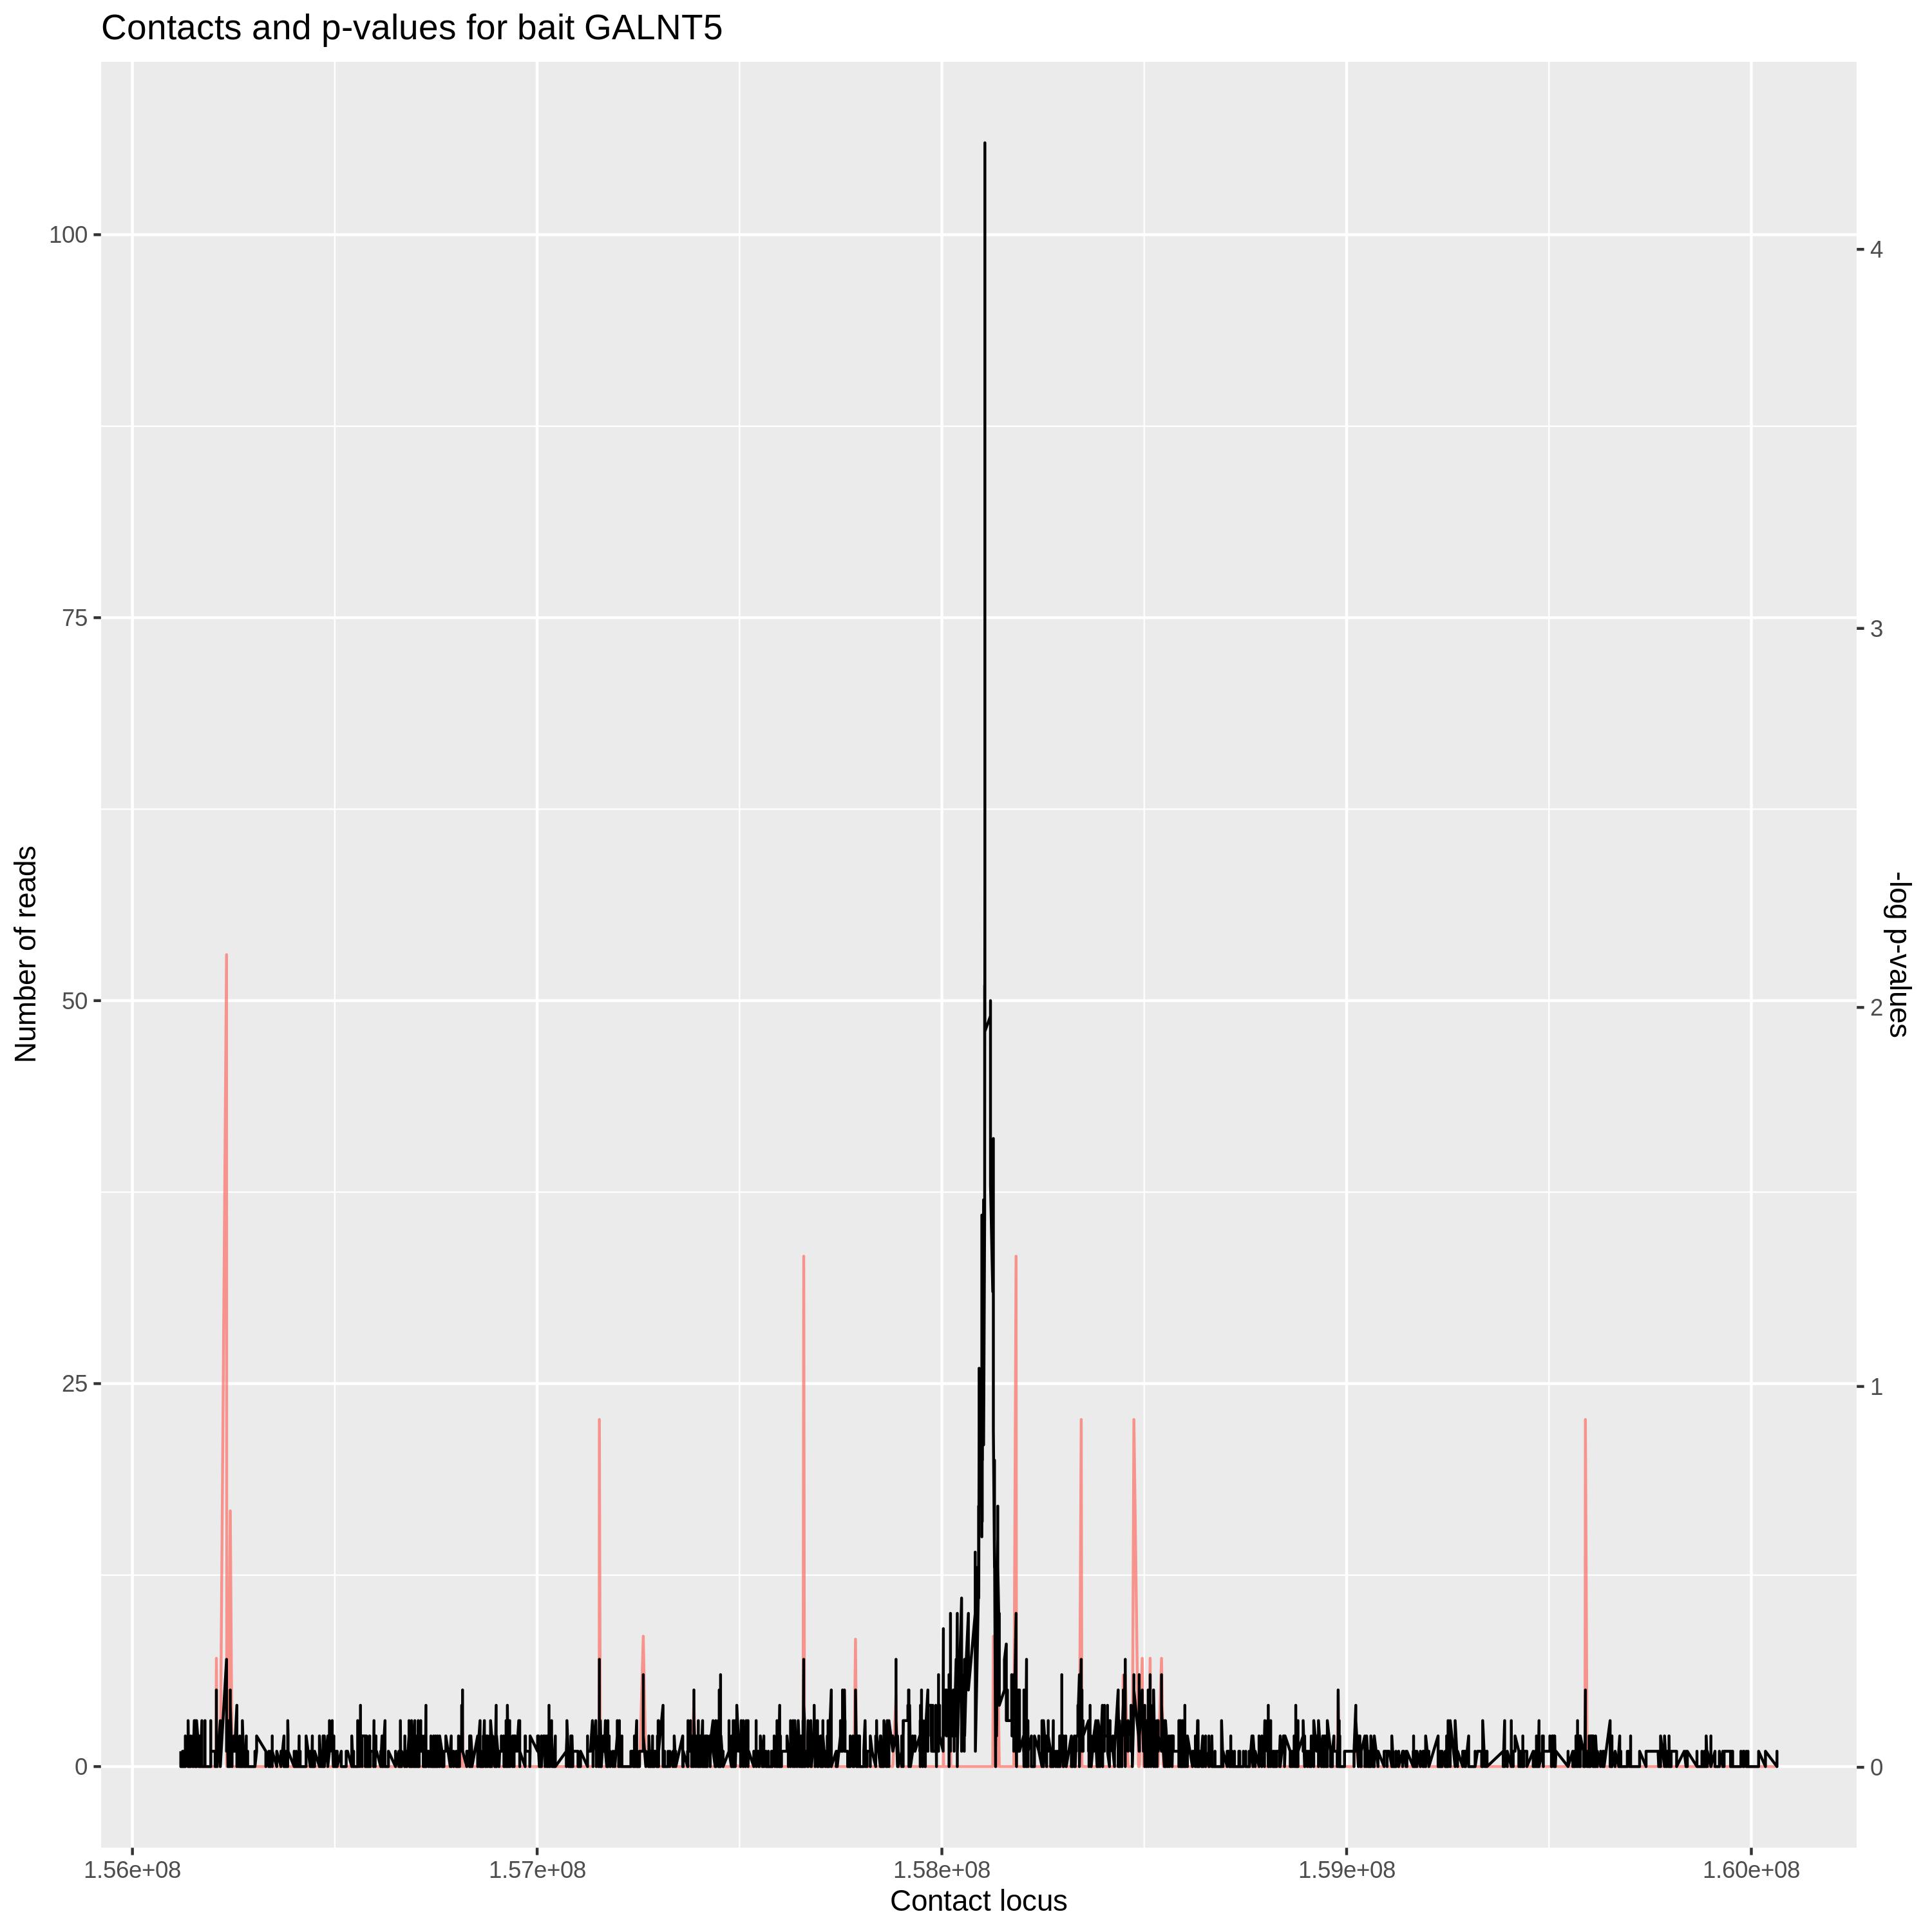 Contacts and p-values for bait GALNT5
100
75
50
25
0
Number of reads
4
3
2
1
0
-log p-values
1.56e+08
1.57e+08
1.58e+08
1.59e+08
1.60e+08
Contact locus